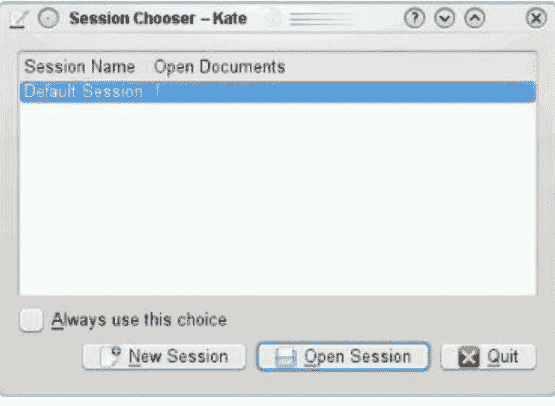 Session Chooser – Kate
Session Name Open Documents
Default Session 1
Always use this choice
New Session Open Session Quit